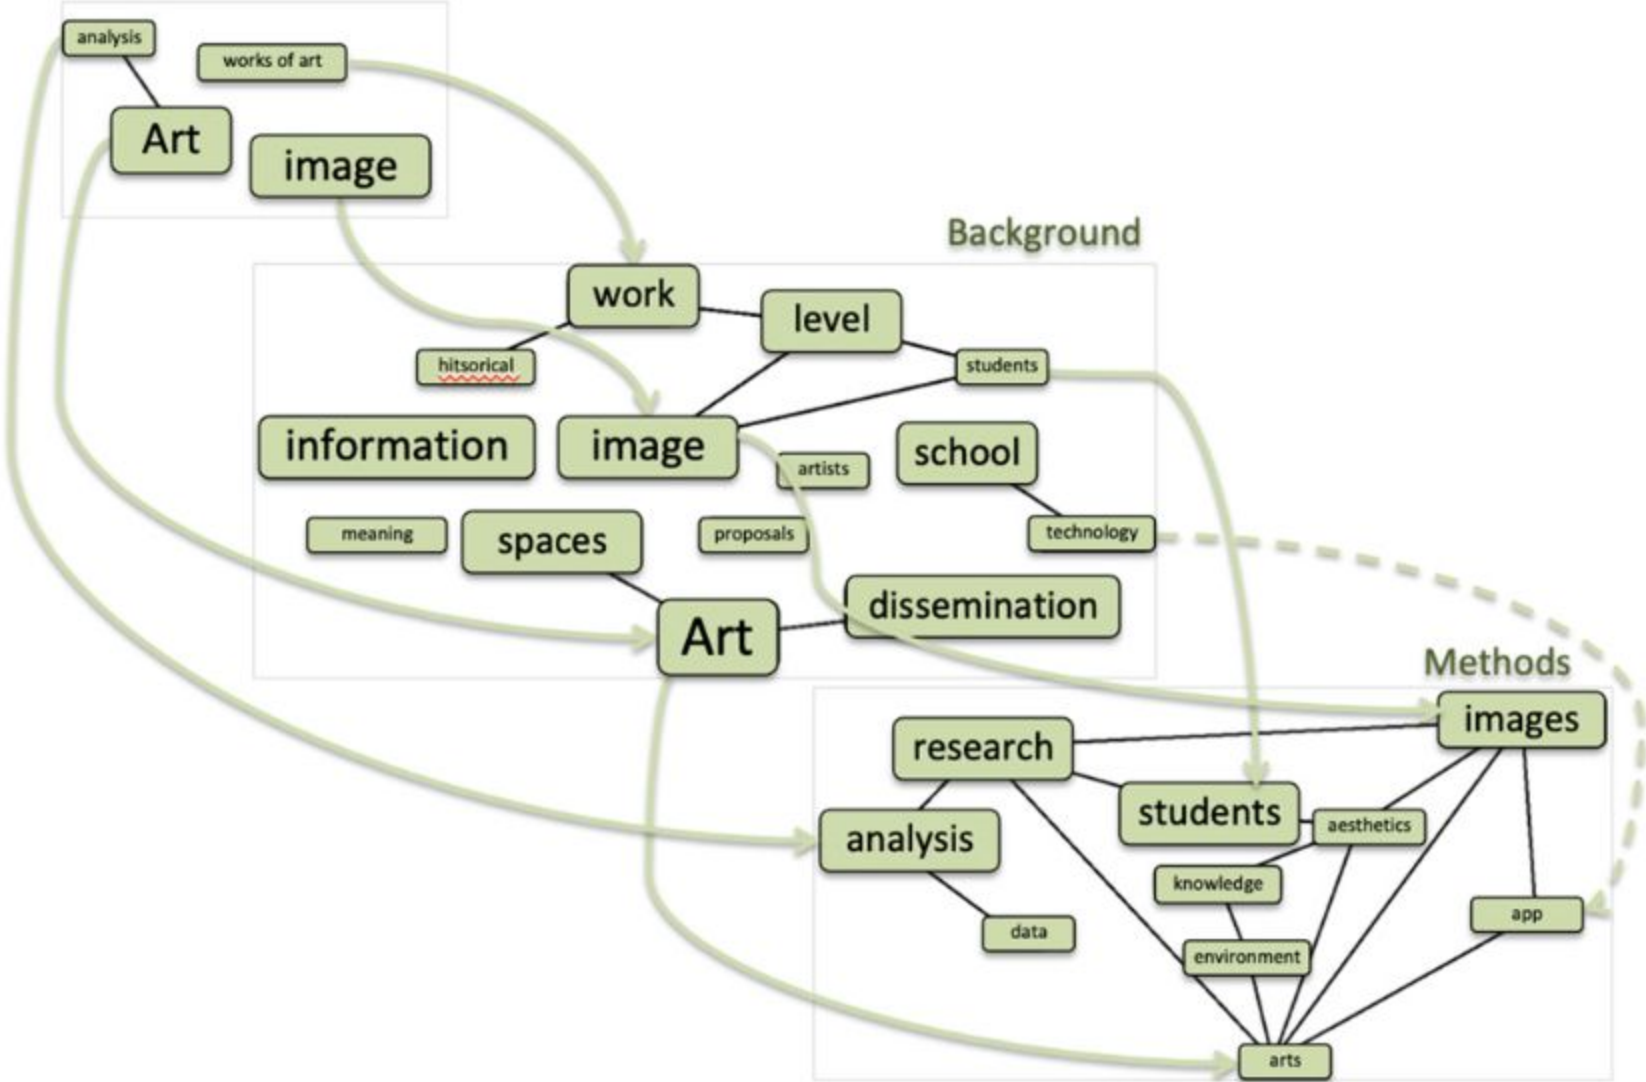 analysis
works of art
Art
image
Background
work
level
hitsorical
students
information
image
artists
school
meaning
spaces
proposals
technology
Art
dissemination
Methods
images
research
students
aesthetics
analysis
knowledge
data
app
environment
arts